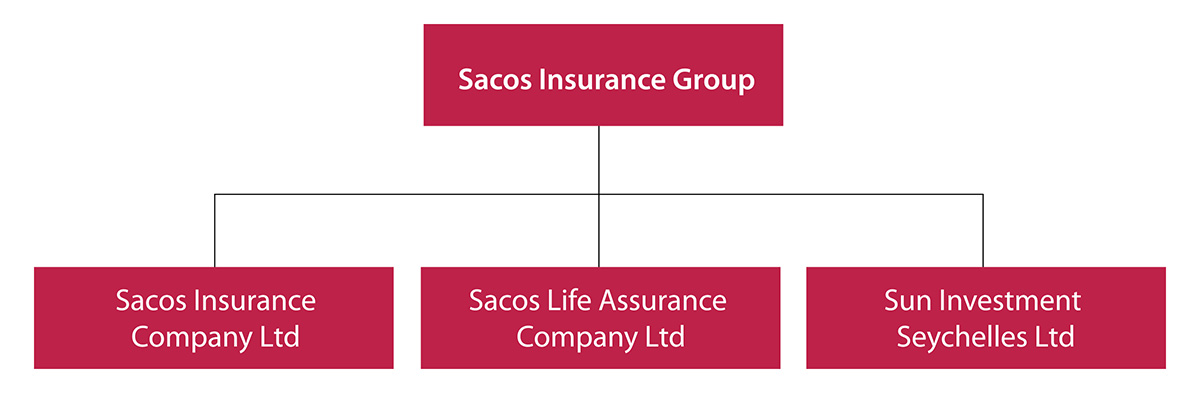 Sacos Insurance Group
Sacos Insurance
Company Ltd
Sacos Life Assurance
Company Ltd
Sun Investment
Seychelles Ltd